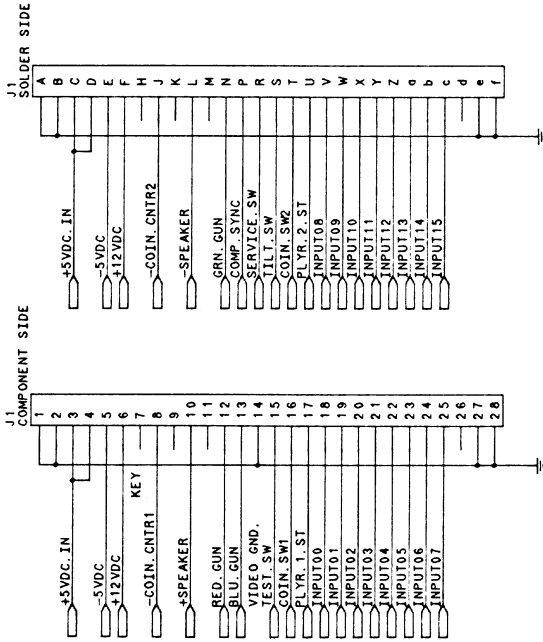 J1
COMPONENT SIDE
1
2
+5VDC.IN 3
4
-5VDC 5
+12VDC 6
KEY 7
-COIN.CNTR1 8
9
+SPEAKER 10
11
RED.GUN 12
BLU.GUN 13
VIDEO GND. 14
TEST.SW 15
COIN.SW1 16
PLYR.1.ST 17
INPUT00 18
INPUT01 19
INPUT02 20
INPUT03 21
INPUT04 22
INPUT05 23
INPUT06 24
INPUT07 25
26
27
28
J1
SOLDER SIDE
A
B
+5VDC.IN C
D
-5VDC E
+12VDC F
H
-COIN.CNTR2 J
K
-SPEAKER L
M
GRN.GUN N
COMP.SYNC P
SERVICE.SW R
TILT.SW S
COIN.SW2 T
PLYR.2.ST U
INPUT08 V
INPUT09 W
INPUT10 X
INPUT11 Y
INPUT12 Z
INPUT13 a
INPUT14 b
INPUT15 c
d
e
f